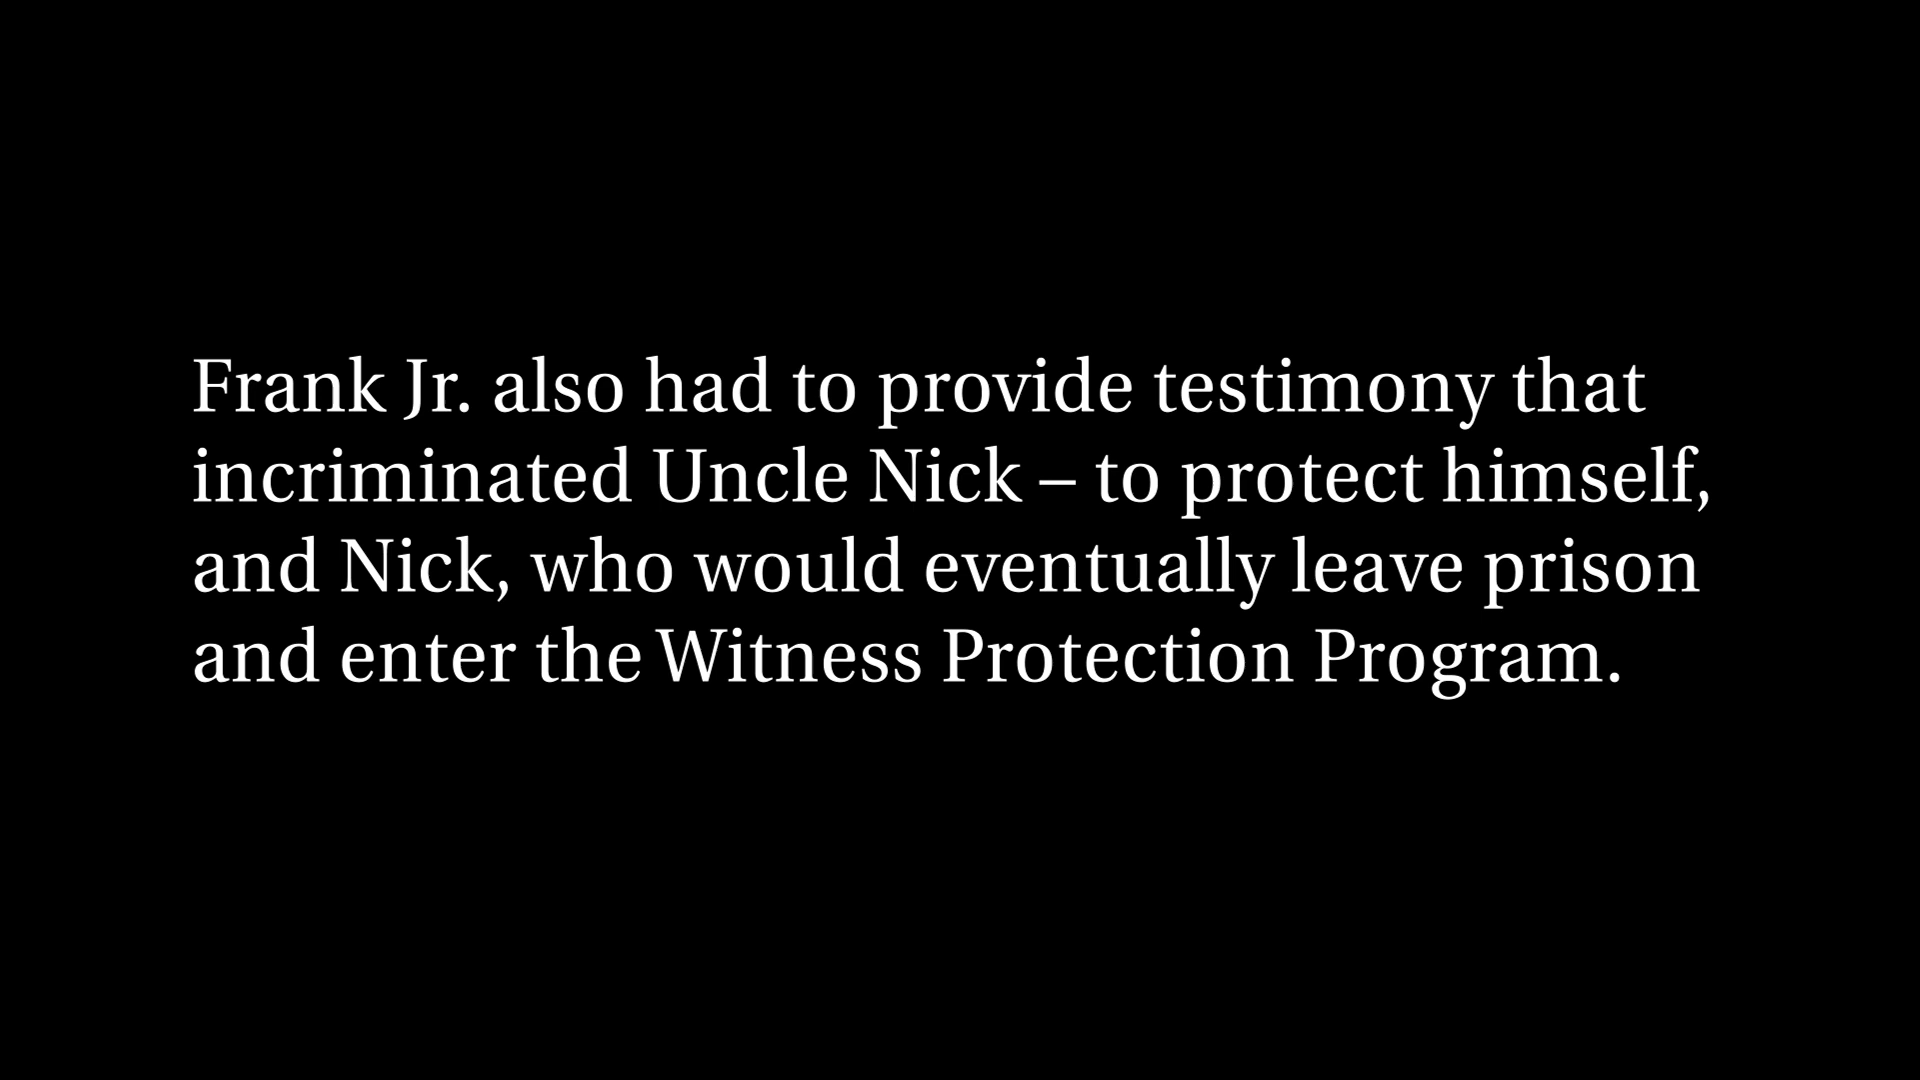 Frank Jr. also had to provide testimony that
incriminated Uncle Nick – to protect himself,
and Nick, who would eventually leave prison
and enter the Witness Protection Program.